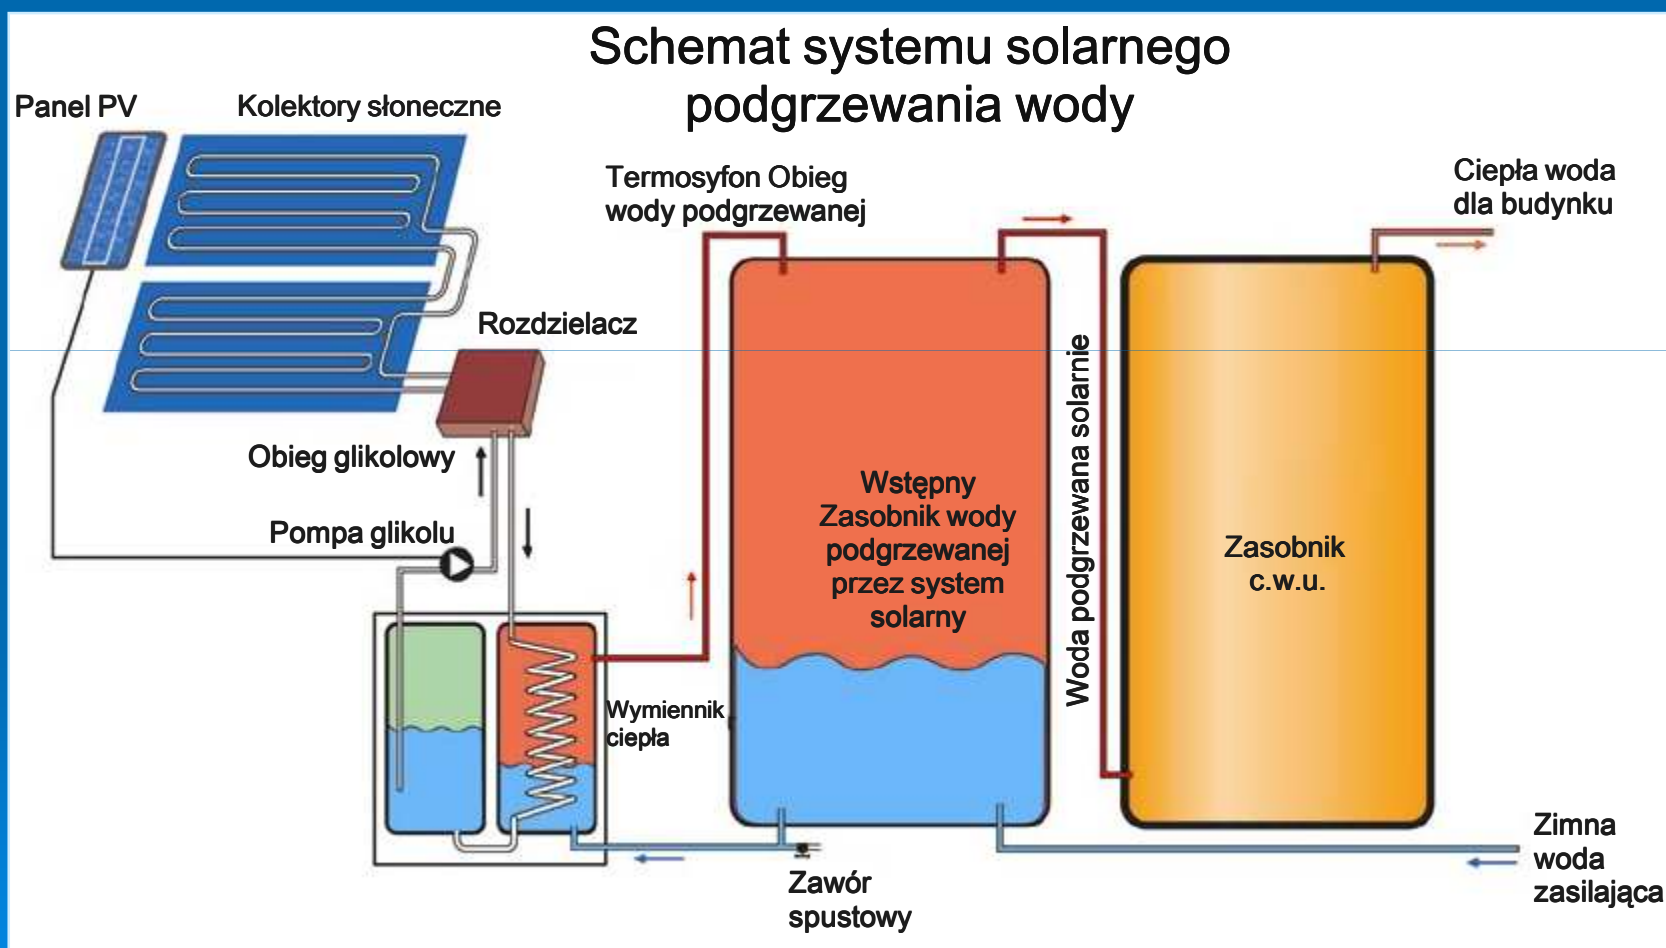 Schemat systemu solarnego
podgrzewania wody
Panel PV
Kolektory słoneczne
Termosyfon Obieg
wody podgrzewanej
Ciepła woda
dla budynku
Rozdzielacz
Obieg glikolowy
Pompa glikolu
Wstępny
Zasobnik wody
podgrzewanej
przez system
solarny
Woda podgrzewana solarnie
Zasobnik
c.w.u.
Wymiennik
ciepła
Zawór
spustowy
Zimna
woda
zasilająca